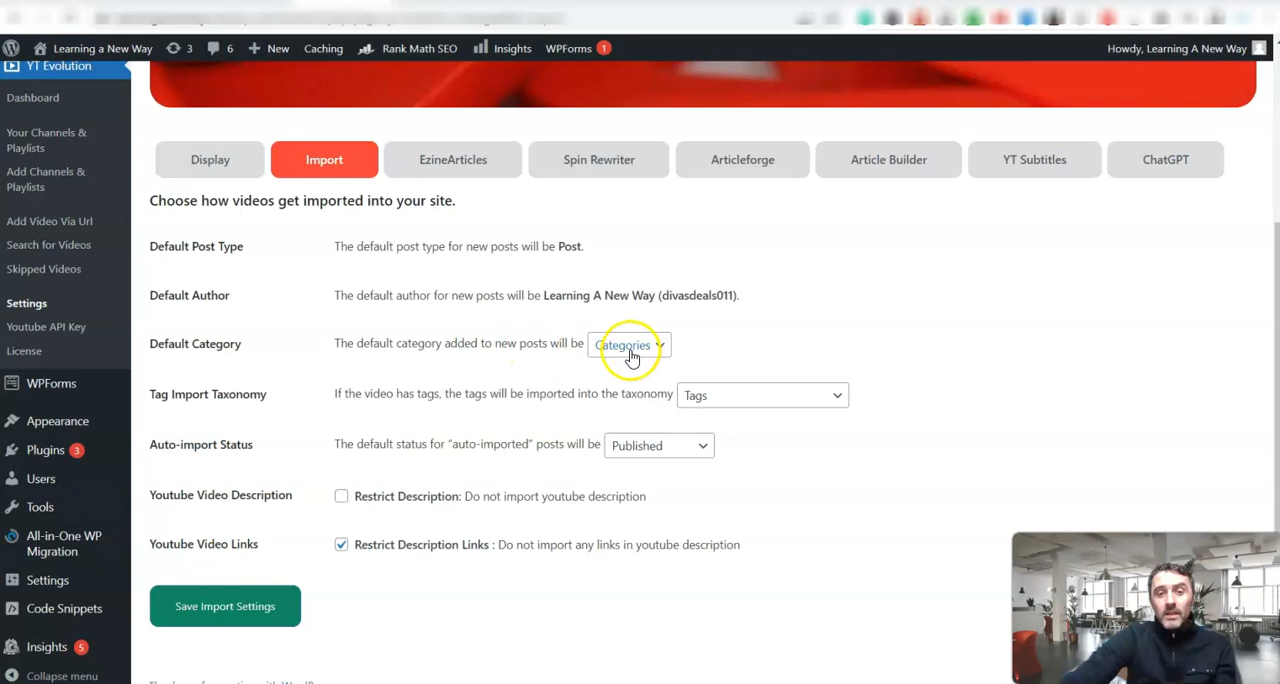 Learning a New Way 3 6 New Caching Rank Math SEO Insights WPForms 1 Howdy, Learning A New Way
YT Evolution
Dashboard
Your Channels &
Playlists
Add Channels &
Playlists
Add Video Via Url
Search for Videos
Skipped Videos
Settings
Youtube API Key
License
WPForms
Appearance
Plugins 3
Users
Tools
All-in-One WP
Migration
Settings
Code Snippets
Insights 5
Collapse menu
Display Import EzineArticles Spin Rewriter Articleforge Article Builder YT Subtitles ChatGPT
Choose how videos get imported into your site.
Default Post Type The default post type for new posts will be Post.
Default Author The default author for new posts will be Learning A New Way (divasdeals011).
Default Category The default category added to new posts will be Categories
Tag Import Taxonomy If the video has tags, the tags will be imported into the taxonomy Tags
Auto-import Status The default status for "auto-imported" posts will be Published
Youtube Video Description Restrict Description: Do not import youtube description
Youtube Video Links Restrict Description Links : Do not import any links in youtube description
Save Import Settings